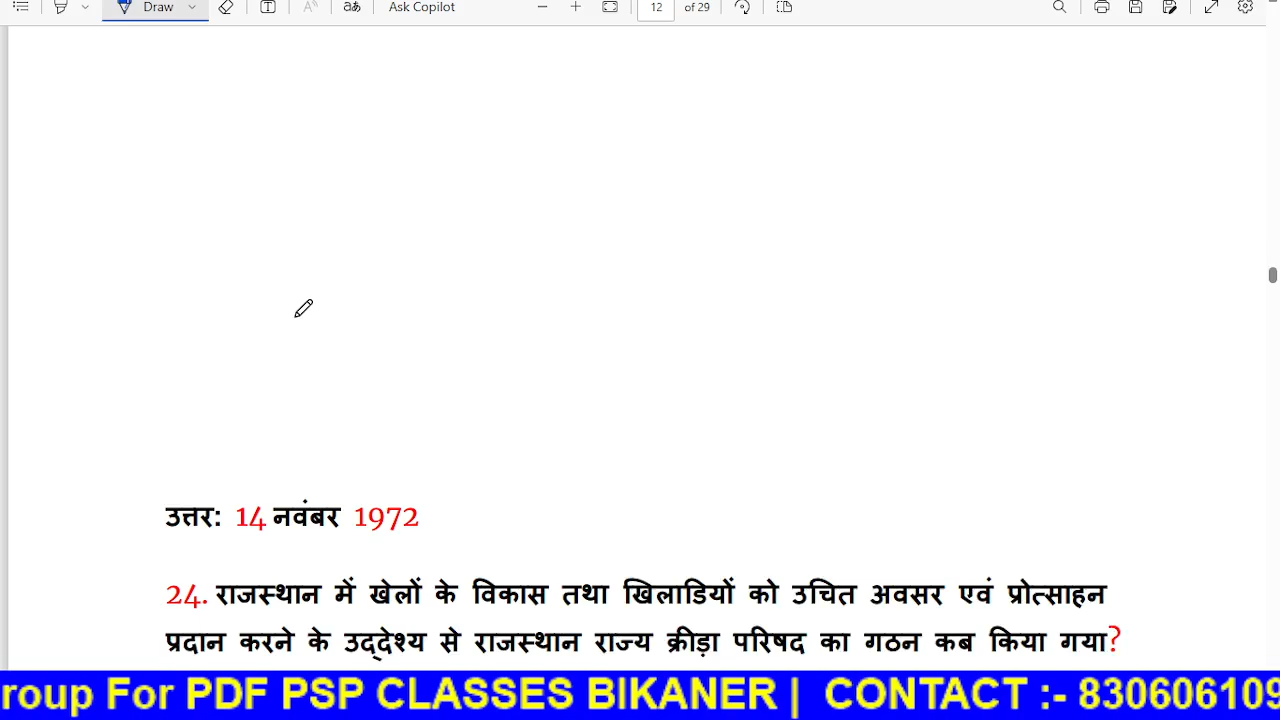 Draw
Ask Copilot
12 of 29
उत्तर: 14 नवंबर 1972
24. राजस्थान में खेलों के विकास तथा खिलाडियों को उचित अवसर एवं प्रोत्साहन
प्रदान करने के उद्देश्य से राजस्थान राज्य क्रीड़ा परिषद का गठन कब किया गया?
roup For PDF PSP CLASSES BIKANER | CONTACT :- 830606109